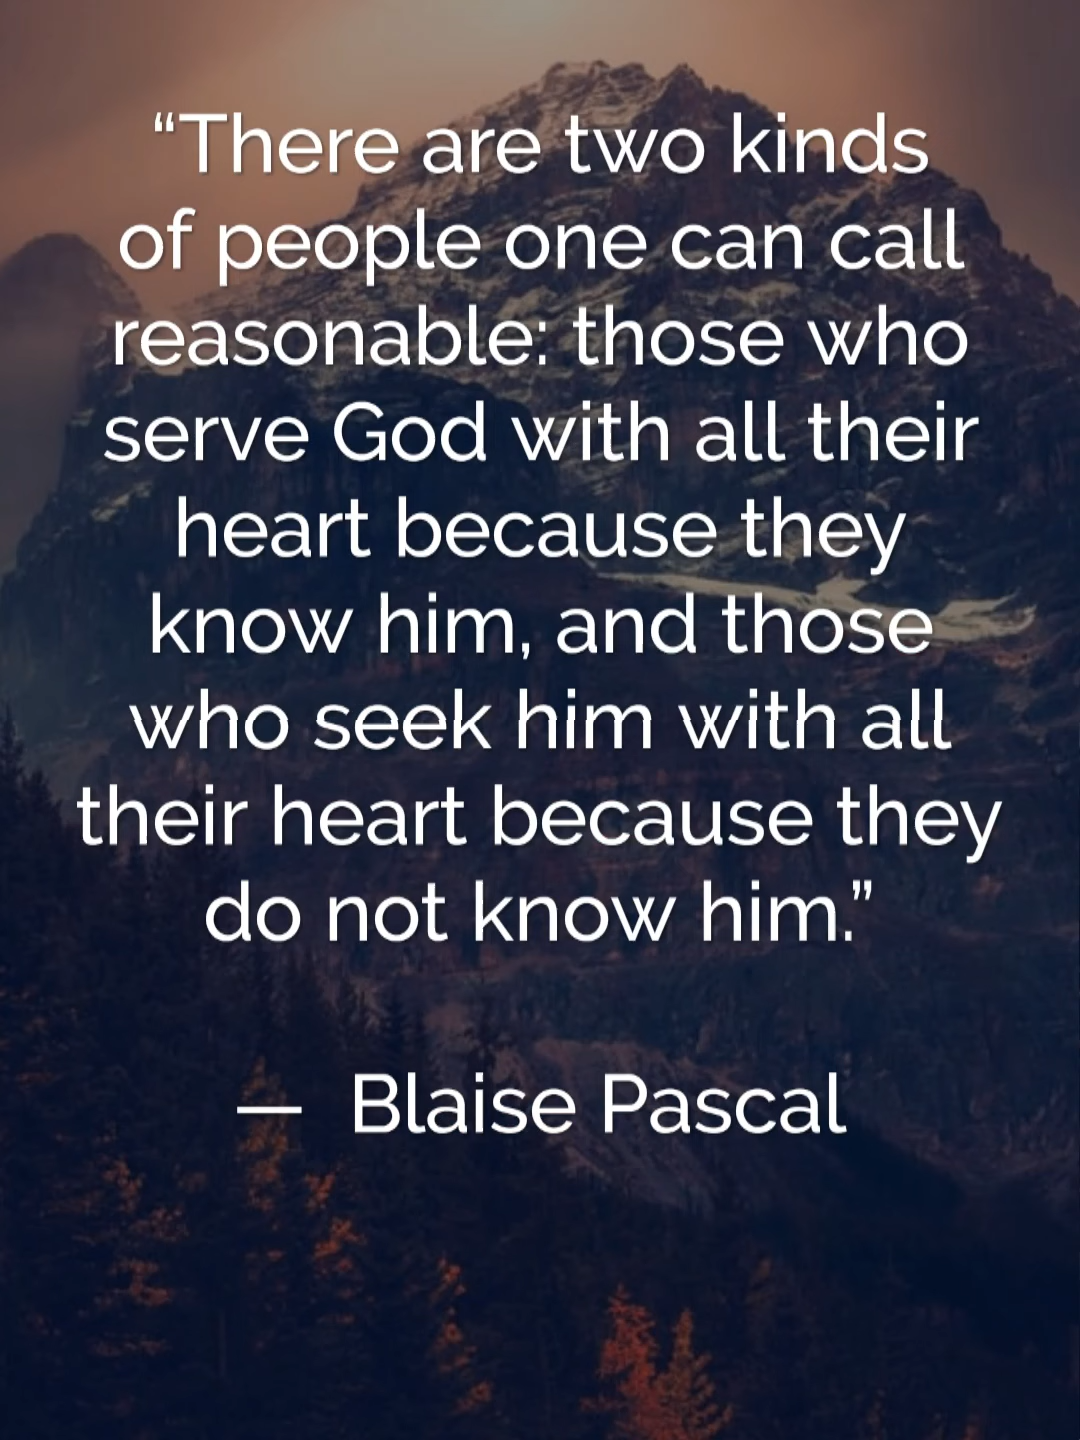 “There are two kinds
of people one can call
reasonable: those who
serve God with all their
heart because they
know him, and those
who seek him with all
their heart because they
do not know him.”
— Blaise Pascal